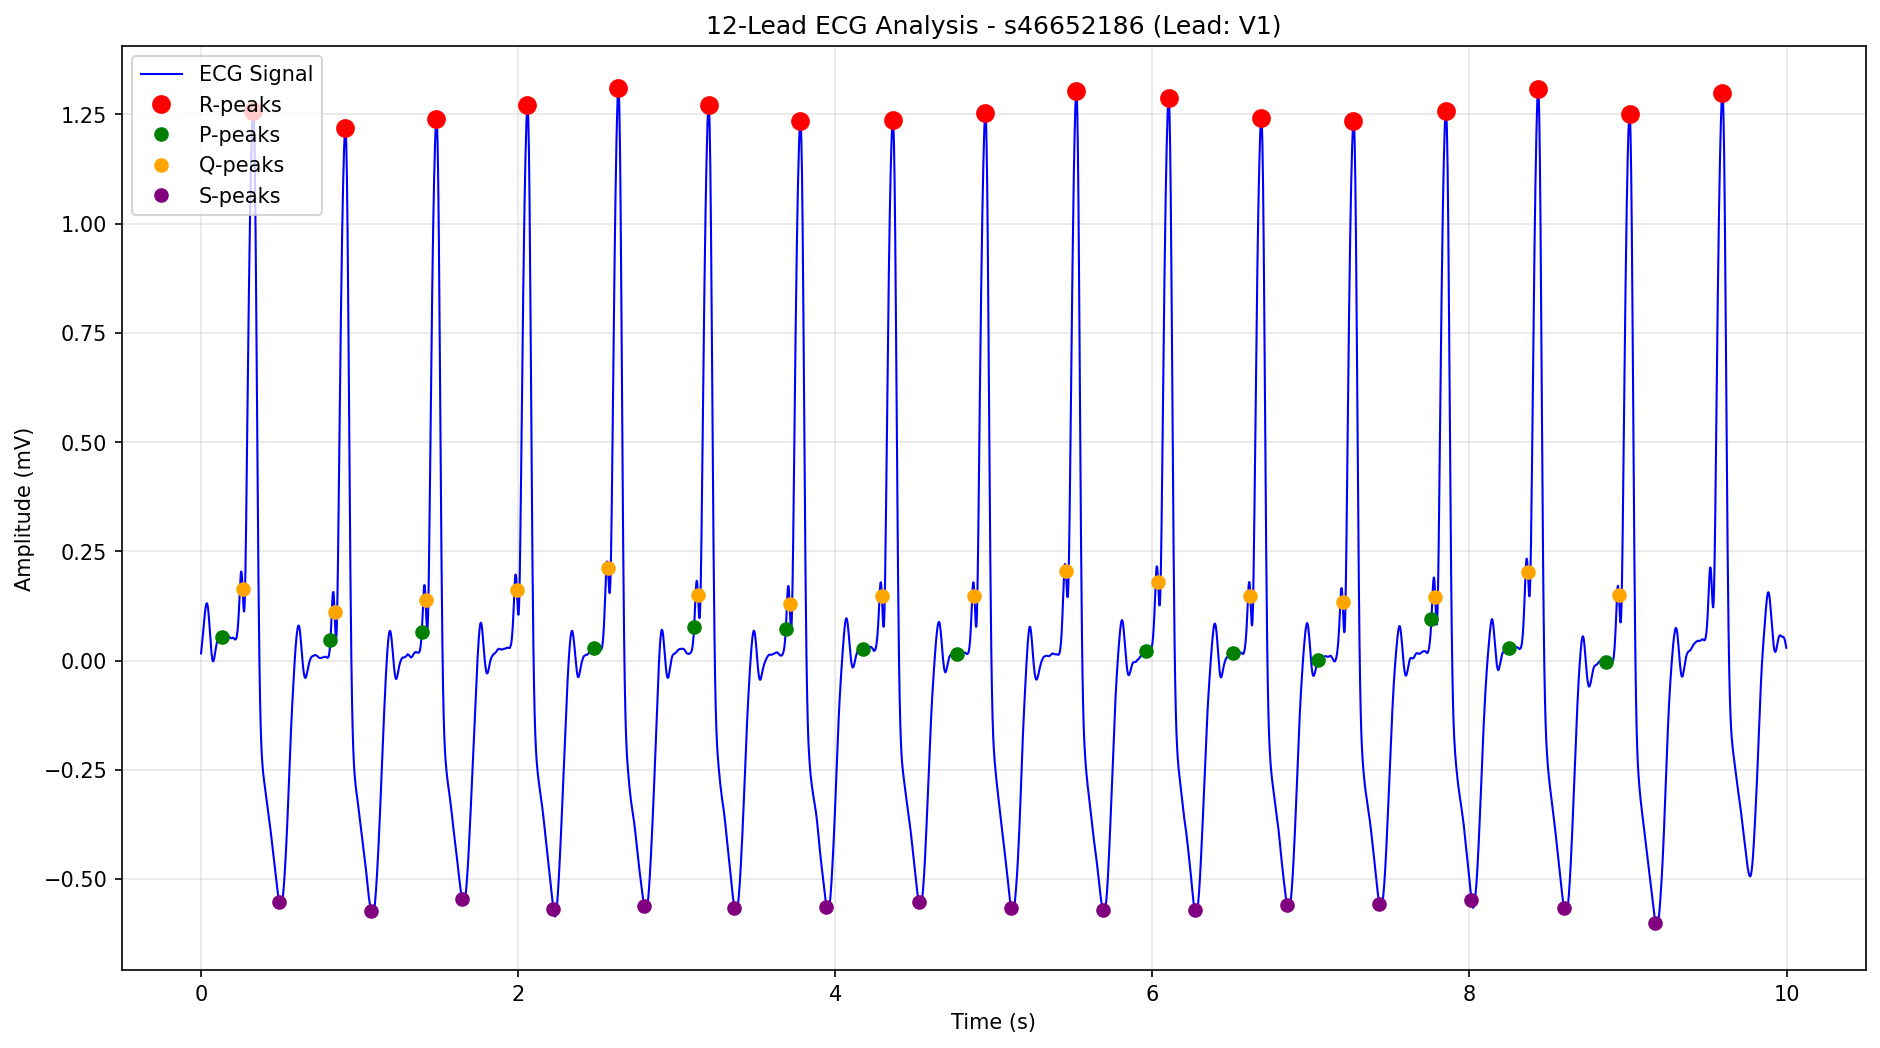 12-Lead ECG Analysis - s46652186 (Lead: V1)
ECG Signal
R-peaks
P-peaks
Q-peaks
S-peaks
1.25
1.00
0.75
0.50
0.25
0.00
−0.25
−0.50
Amplitude (mV)
0 2 4 6 8 10
Time (s)